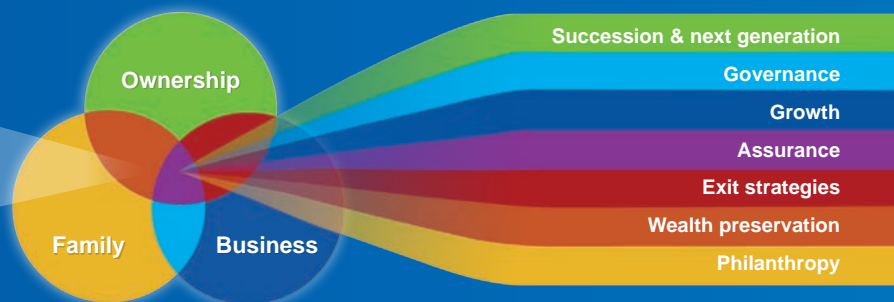 Ownership
Family
Business
Succession & next generation
Governance
Growth
Assurance
Exit strategies
Wealth preservation
Philanthropy